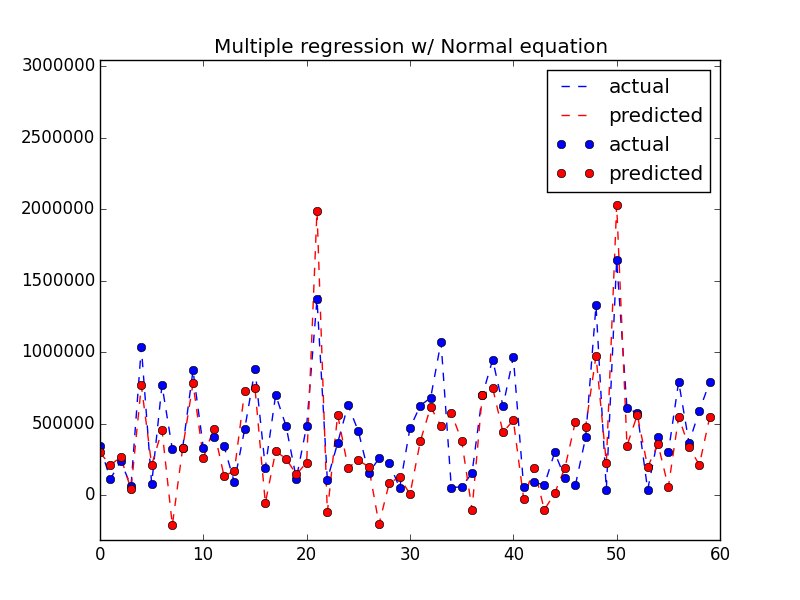 Multiple regression w/ Normal equation
3000000
2500000
2000000
1500000
1000000
500000
0
actual
predicted
actual
predicted
0 10 20 30 40 50 60